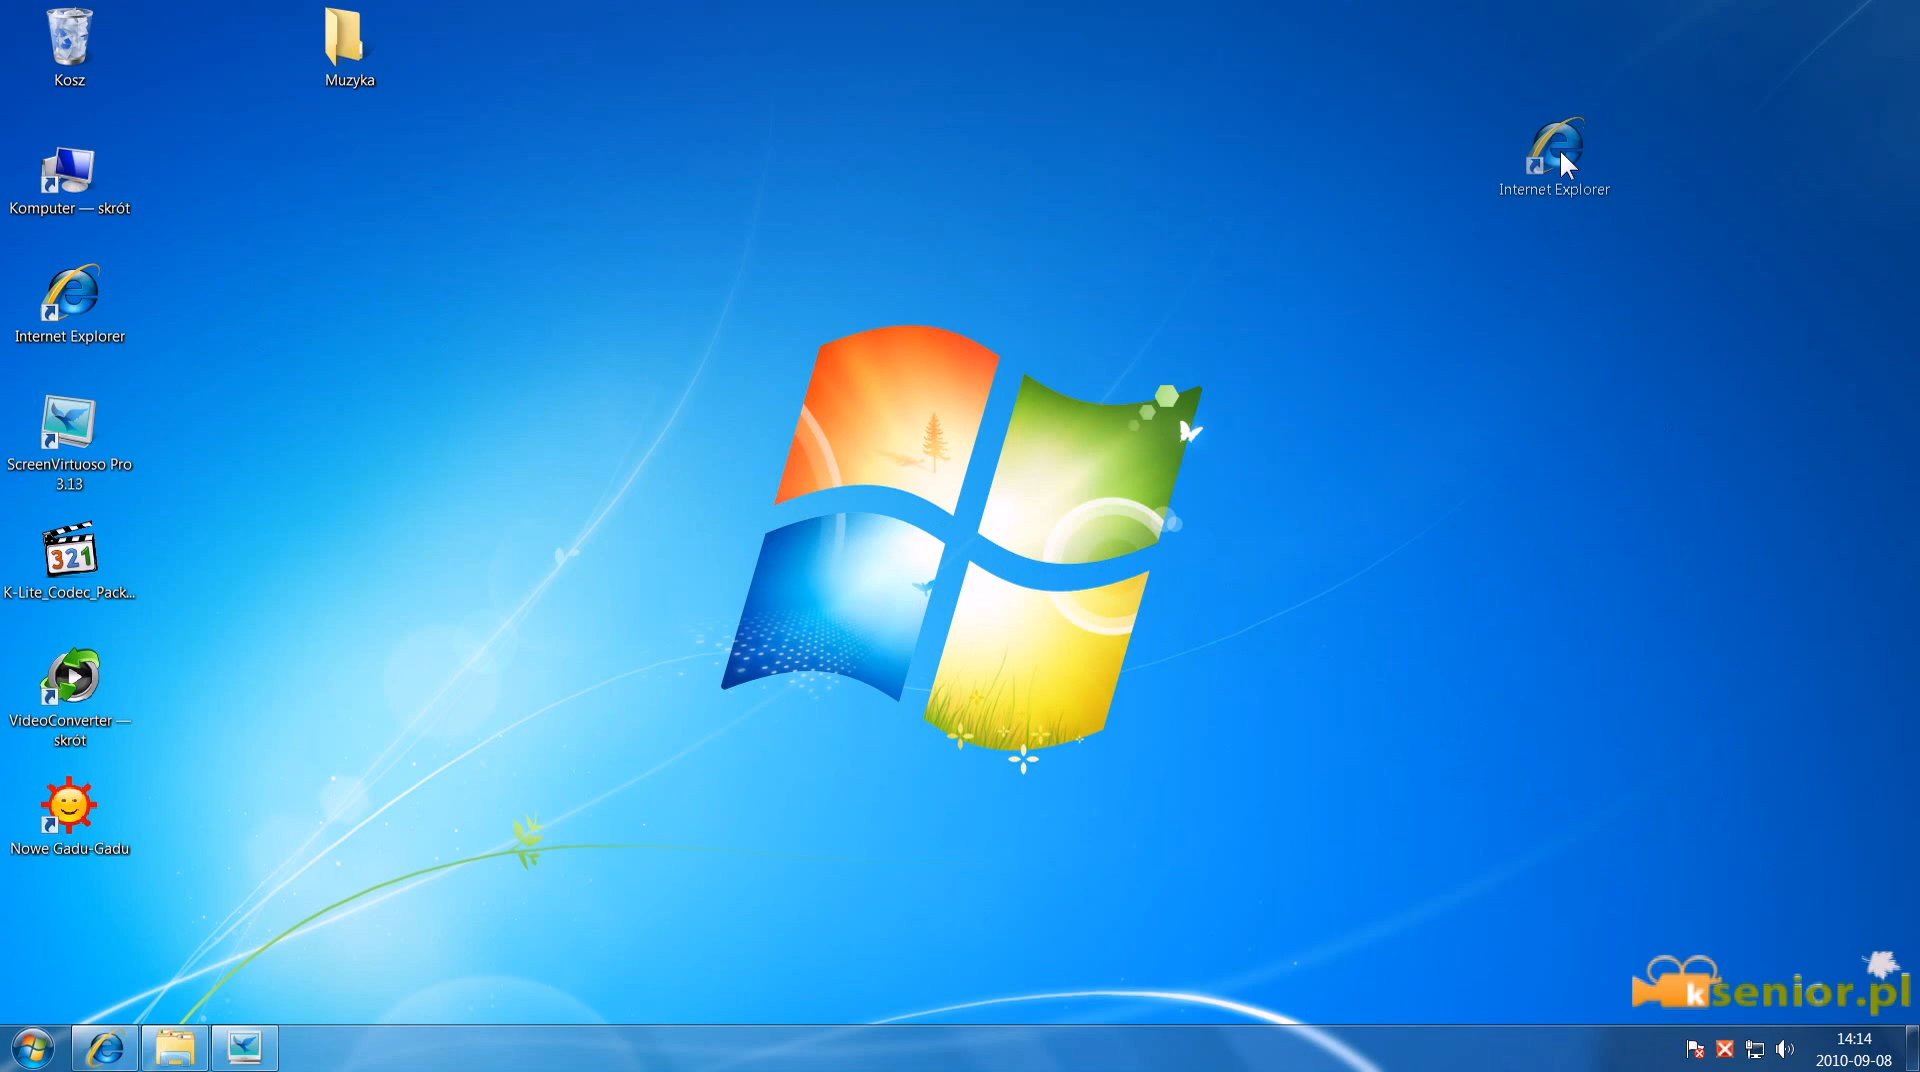 Kosz
Muzyka
Internet Explorer
Komputer — skrót
Internet Explorer
ScreenVirtuoso Pro
3.13
321
K-Lite_Codec_Pack...
VideoConverter —
skrót
Nowe Gadu-Gadu
ksenior.pl
14:14
2010-09-08